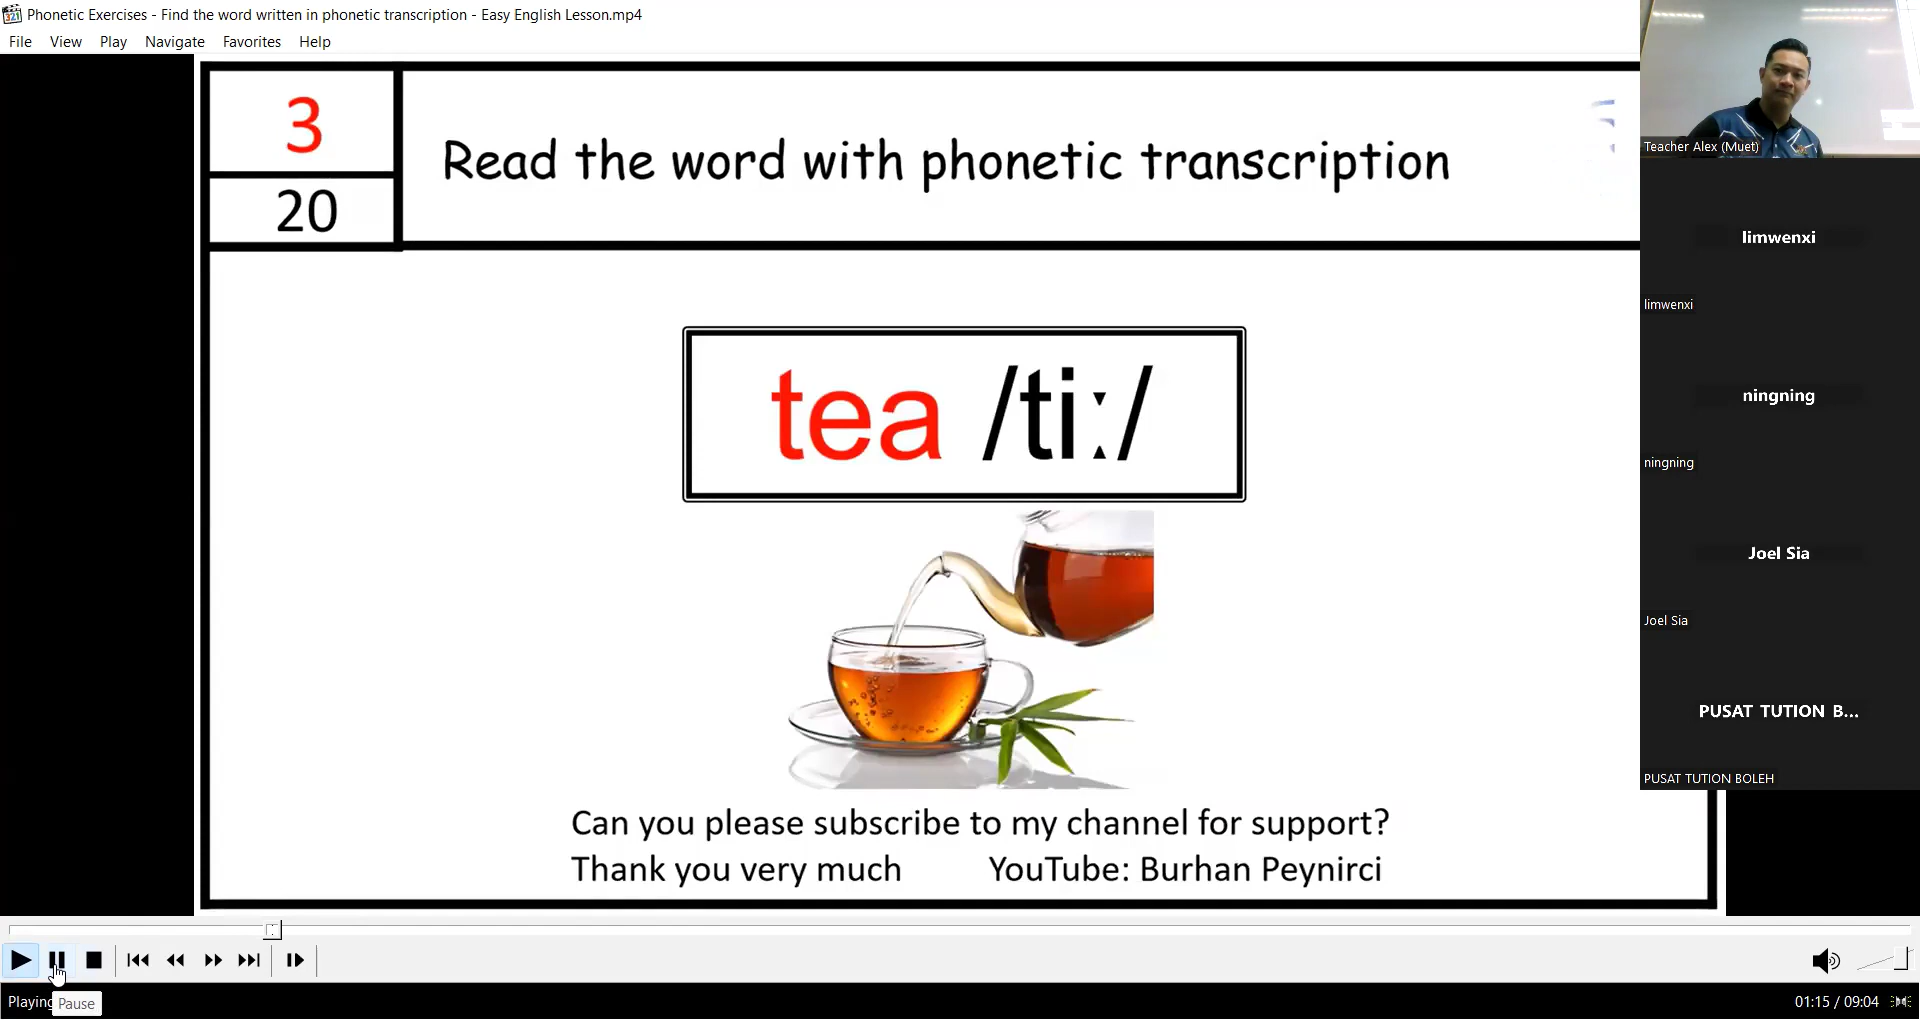 Phonetic Exercises - Find the word written in phonetic transcription - Easy English Lesson.mp4
File View Play Navigate Favorites Help
3
20
Read the word with phonetic transcription
tea /tiː/
Can you please subscribe to my channel for support?
Thank you very much YouTube: Burhan Peynirci
Teacher Alex (Muet)
limwenxi
limwenxi
ningning
ningning
Joel Sia
Joel Sia
PUSAT TUTION B...
PUSAT TUTION BOLEH
Playing
Pause
01:15 / 09:04